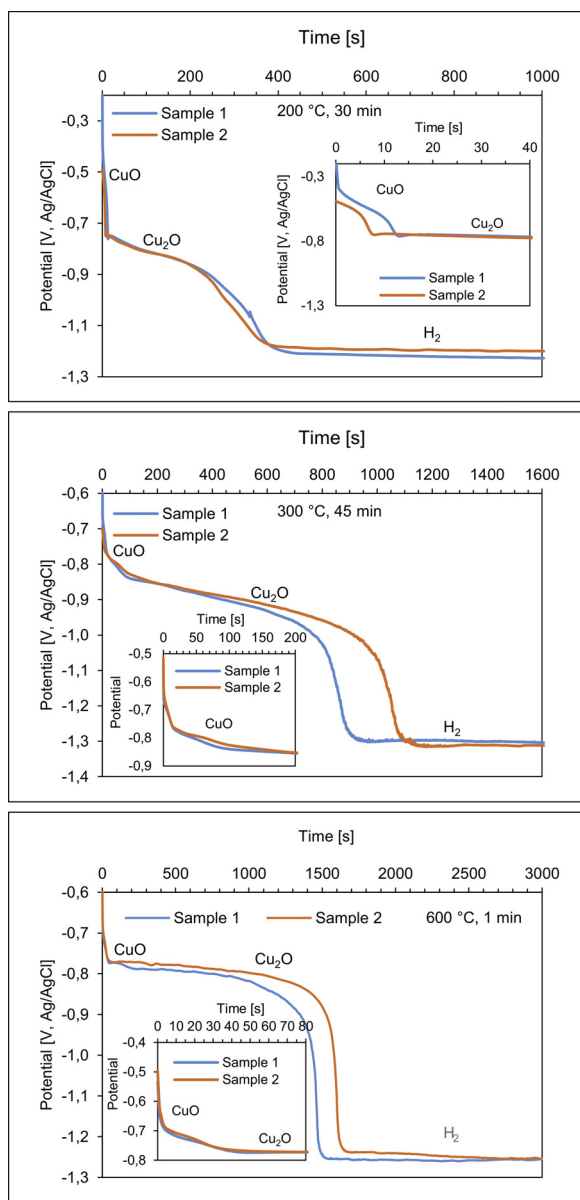 Time [s]
0 200 400 600 800 1000
-0,3
-0,5
-0,7
-0,9
-1,1
-1,3
Potential [V, Ag/AgCl]
Sample 1
Sample 2
200 °C, 30 min
CuO
Cu₂O
H₂
Time [s]
0 10 20 30 40
-0,3
-0,8
-1,3
Potential [V, Ag/AgCl]
CuO
Cu₂O
Sample 1
Sample 2
Time [s]
0 200 400 600 800 1000 1200 1400 1600
-0,6
-0,7
-0,8
-0,9
-1,0
-1,1
-1,2
-1,3
-1,4
Potential [V, Ag/AgCl]
Sample 1
Sample 2
300 °C, 45 min
CuO
Cu₂O
H₂
Time [s]
0 50 100 150 200
-0,5
-0,6
-0,7
-0,8
-0,9
Potential
Sample 1
Sample 2
CuO
Time [s]
0 500 1000 1500 2000 2500 3000
-0,6
-0,7
-0,8
-0,9
-1,0
-1,1
-1,2
-1,3
Potential [V, Ag/AgCl]
Sample 1
Sample 2
600 °C, 1 min
CuO
Cu₂O
H₂
Time [s]
0 10 20 30 40 50 60 70 80
-0,4
-0,5
-0,6
-0,7
-0,8
Potential
Sample 1
Sample 2
CuO
Cu₂O